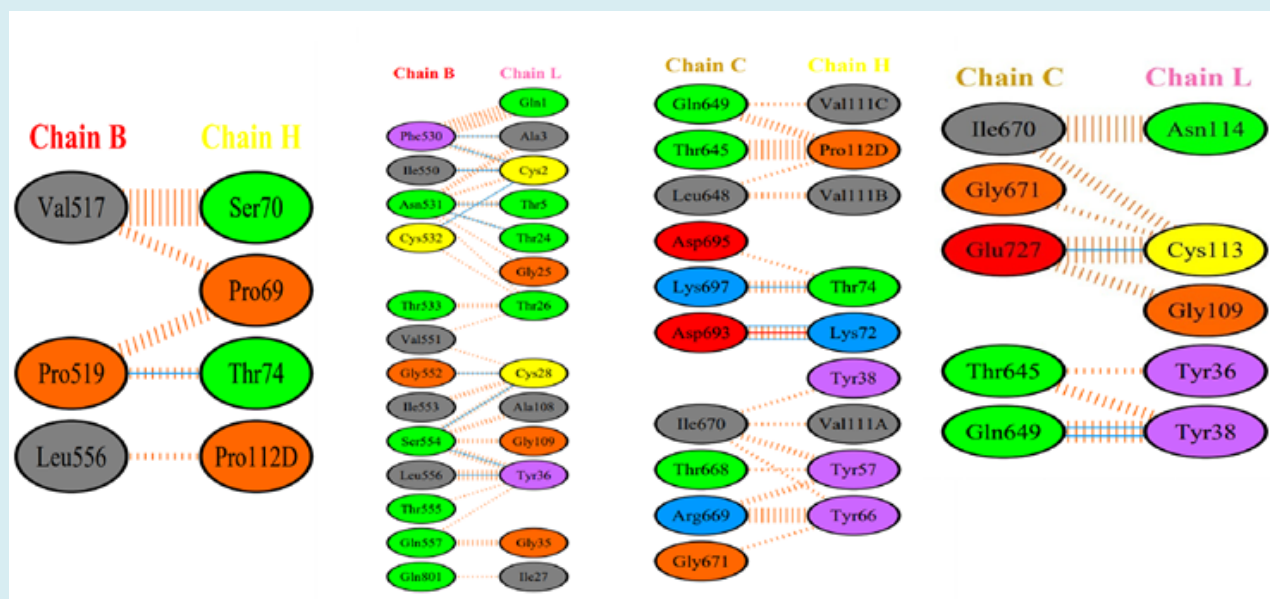 Chain B Chain H
Val517 Ser70
Pro69
Pro519 Thr74
Leu556 Pro112D
Chain B Chain L
Gln1
Phe530 Ala3
Ile550 Cys2
Asn531 Thr5
Cys532 Thr24
Gly25
Thr533 Thr26
Val551
Gly552 Cys28
Ile553 Ala108
Ser554 Gly109
Leu556 Tyr36
Thr555
Gln557 Gly35
Gln801 Ile27
Chain C Chain H
Gln649 Val111C
Thr645 Pro112D
Leu648 Val111B
Asp695
Lys697 Thr74
Asp693 Lys72
Tyr38
Ile670 Val111A
Thr668 Tyr57
Arg669 Tyr66
Gly671
Chain C Chain L
Ile670 Asn114
Gly671
Glu727 Cys113
Gly109
Thr645 Tyr36
Gln649 Tyr38